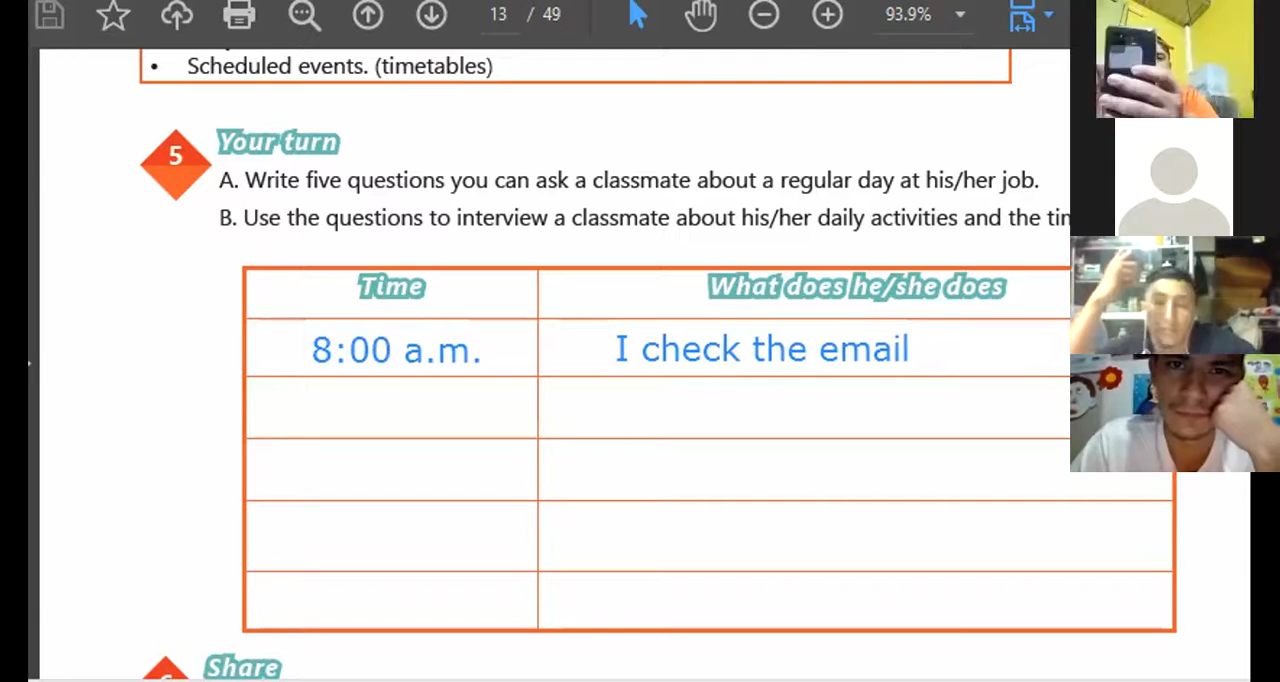 13 / 49
93.9%
• Scheduled events. (timetables)
5
Your turn
A. Write five questions you can ask a classmate about a regular day at his/her job.
B. Use the questions to interview a classmate about his/her daily activities and the
Time
What does he/she does
8:00 a.m.
I check the email
Share